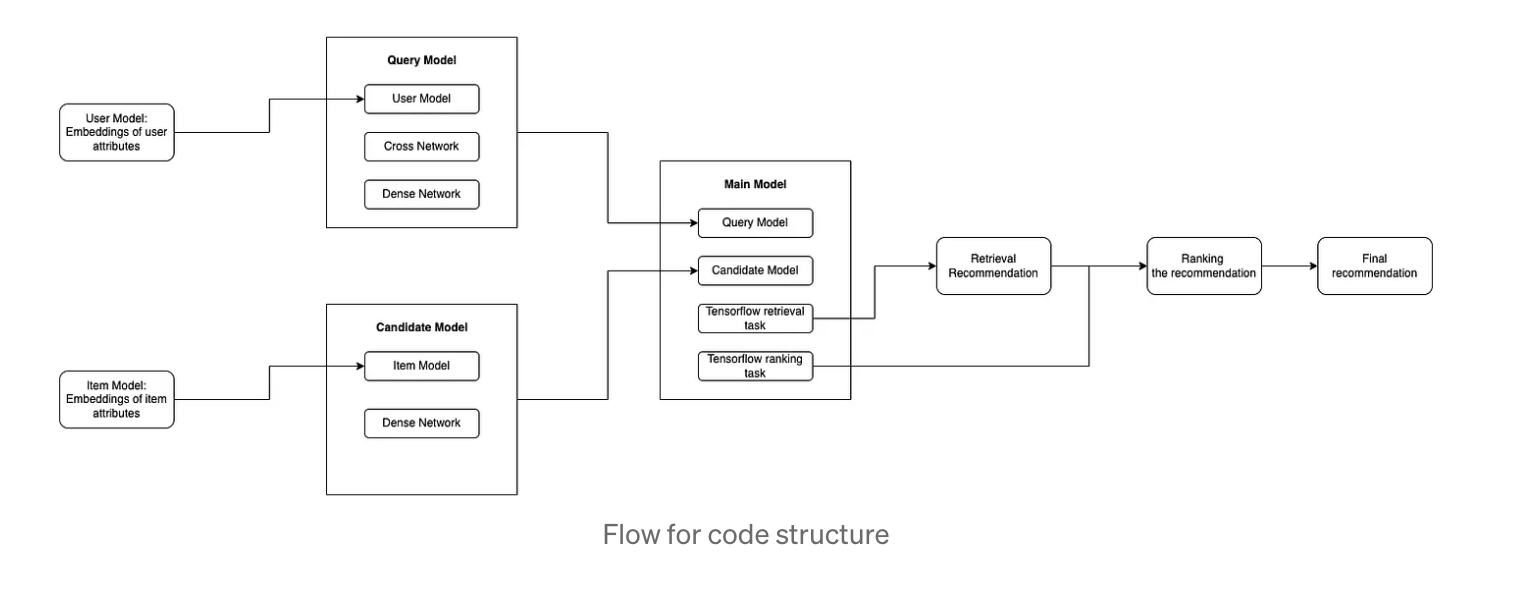 Query Model
User Model
User Model:
Embeddings of user
attributes
Cross Network
Dense Network
Main Model
Query Model
Candidate Model
Tensorflow retrieval
task
Tensorflow ranking
task
Retrieval
Recommendation
Ranking
the recommendation
Final
recommendation
Candidate Model
Item Model
Item Model:
Embeddings of item
attributes
Dense Network
Flow for code structure